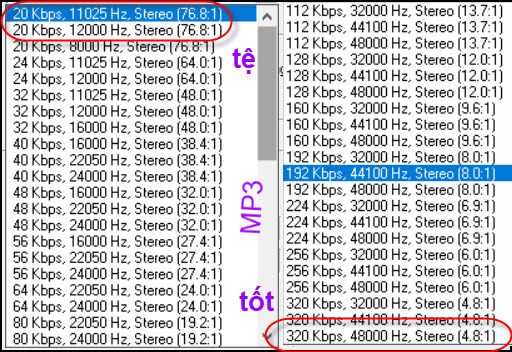 20 Kbps, 11025 Hz, Stereo (76.8:1)
20 Kbps, 12000 Hz, Stereo (76.8:1)
20 Kbps, 8000 Hz, Stereo (76.8:1)
24 Kbps, 11025 Hz, Stereo (64.0:1)
24 Kbps, 12000 Hz, Stereo (64.0:1)
32 Kbps, 11025 Hz, Stereo (48.0:1)
32 Kbps, 12000 Hz, Stereo (48.0:1)
32 Kbps, 16000 Hz, Stereo (48.0:1)
40 Kbps, 16000 Hz, Stereo (38.4:1)
40 Kbps, 22050 Hz, Stereo (38.4:1)
40 Kbps, 24000 Hz, Stereo (38.4:1)
48 Kbps, 16000 Hz, Stereo (32.0:1)
48 Kbps, 22050 Hz, Stereo (32.0:1)
48 Kbps, 24000 Hz, Stereo (32.0:1)
56 Kbps, 16000 Hz, Stereo (27.4:1)
56 Kbps, 22050 Hz, Stereo (27.4:1)
56 Kbps, 24000 Hz, Stereo (27.4:1)
64 Kbps, 22050 Hz, Stereo (24.0:1)
64 Kbps, 24000 Hz, Stereo (24.0:1)
80 Kbps, 22050 Hz, Stereo (19.2:1)
80 Kbps, 24000 Hz, Stereo (19.2:1)
tệ
MP3
tốt
112 Kbps, 32000 Hz, Stereo (13.7:1)
112 Kbps, 44100 Hz, Stereo (13.7:1)
112 Kbps, 48000 Hz, Stereo (13.7:1)
128 Kbps, 32000 Hz, Stereo (12.0:1)
128 Kbps, 44100 Hz, Stereo (12.0:1)
128 Kbps, 48000 Hz, Stereo (12.0:1)
160 Kbps, 32000 Hz, Stereo (9.6:1)
160 Kbps, 44100 Hz, Stereo (9.6:1)
160 Kbps, 48000 Hz, Stereo (9.6:1)
192 Kbps, 32000 Hz, Stereo (8.0:1)
192 Kbps, 44100 Hz, Stereo (8.0:1)
192 Kbps, 48000 Hz, Stereo (8.0:1)
224 Kbps, 32000 Hz, Stereo (6.9:1)
224 Kbps, 44100 Hz, Stereo (6.9:1)
224 Kbps, 48000 Hz, Stereo (6.9:1)
256 Kbps, 32000 Hz, Stereo (6.0:1)
256 Kbps, 44100 Hz, Stereo (6.0:1)
256 Kbps, 48000 Hz, Stereo (6.0:1)
320 Kbps, 32000 Hz, Stereo (4.8:1)
320 Kbps, 44100 Hz, Stereo (4.8:1)
320 Kbps, 48000 Hz, Stereo (4.8:1)